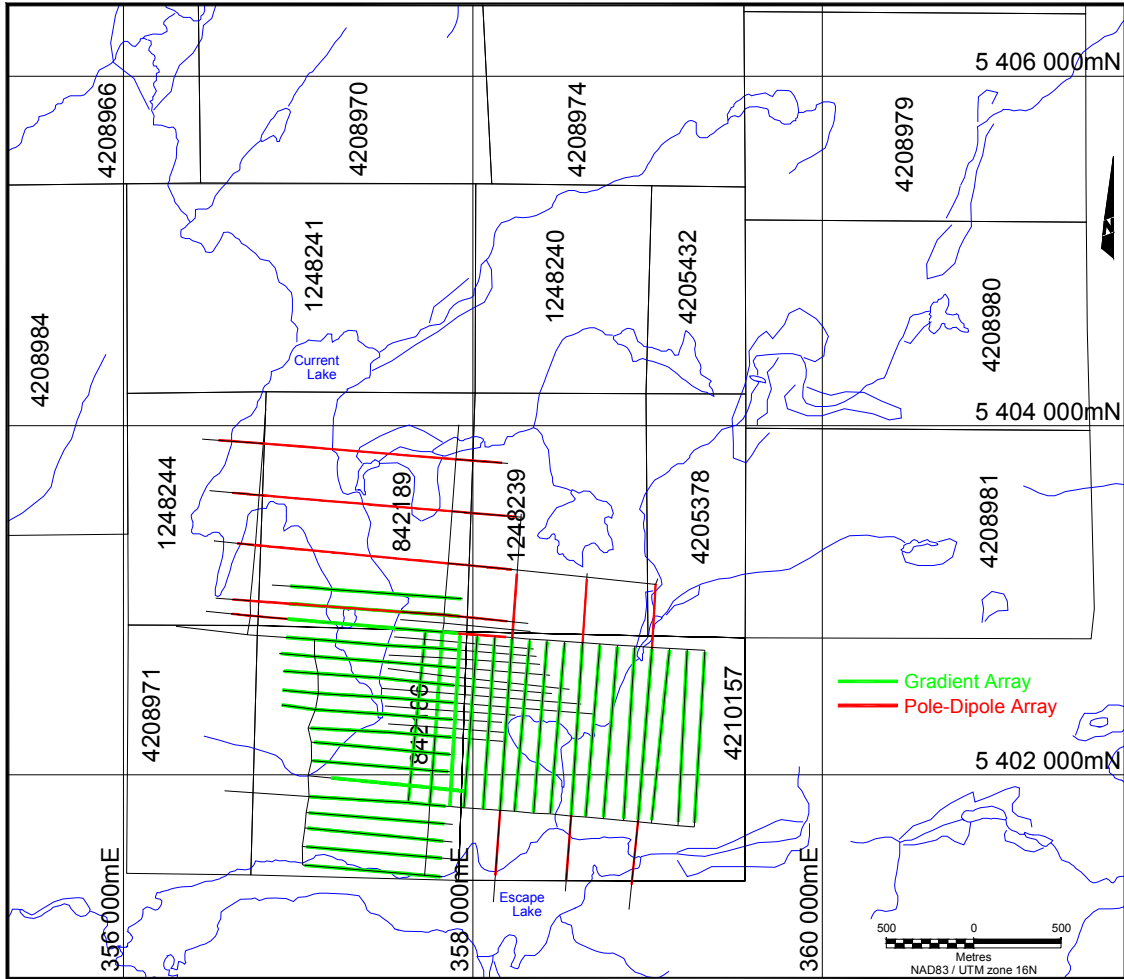 5 406 000mN
4208966
4208970
4208974
4208979
N
1248241
1248240
4205432
4208980
4208984
Current
Lake
5 404 000mN
1248244
842189
1248239
4205378
4208981
4208971
842186
4210157
Gradient Array
Pole-Dipole Array
5 402 000mN
356 000mE
358 000mE
360 000mE
Escape
Lake
500 0 500
Metres
NAD83 / UTM zone 16N